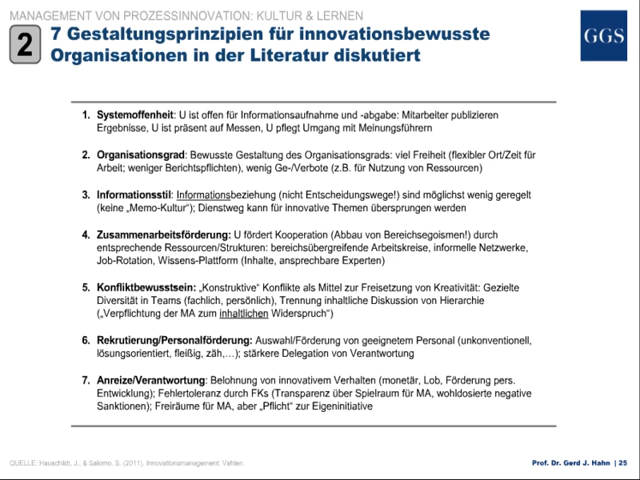 MANAGEMENT VON PROZESSINNOVATION: KULTUR & LERNEN
2
7 Gestaltungsprinzipien für innovationsbewusste
Organisationen in der Literatur diskutiert
GGS
1. Systemoffenheit: U ist offen für Informationsaufnahme und -abgabe: Mitarbeiter publizieren
Ergebnisse, U ist präsent auf Messen, U pflegt Umgang mit Meinungsführern
2. Organisationsgrad: Bewusste Gestaltung des Organisationsgrads: viel Freiheit (flexibler Ort/Zeit für
Arbeit; weniger Berichtspflichten), wenig Ge-/Verbote (z.B. für Nutzung von Ressourcen)
3. Informationsstil: Informationsbeziehung (nicht Entscheidungswege!) sind möglichst wenig geregelt
(keine „Memo-Kultur“); Dienstweg kann für innovative Themen übersprungen werden
4. Zusammenarbeitsförderung: U fördert Kooperation (Abbau von Bereichsegoismen!) durch
entsprechende Ressourcen/Strukturen: bereichsübergreifende Arbeitskreise, informelle Netzwerke,
Job-Rotation, Wissens-Plattform (Inhalte, ansprechbare Experten)
5. Konfliktbewusstsein: „Konstruktive“ Konflikte als Mittel zur Freisetzung von Kreativität: Gezielte
Diversität in Teams (fachlich, persönlich), Trennung inhaltliche Diskussion von Hierarchie
(„Verpflichtung der MA zum inhaltlichen Widerspruch“)
6. Rekrutierung/Personalförderung: Auswahl/Förderung von geeignetem Personal (unkonventionell,
lösungsorientiert, fleißig, zäh,…); stärkere Delegation von Verantwortung
7. Anreize/Verantwortung: Belohnung von innovativem Verhalten (monetär, Lob, Förderung pers.
Entwicklung); Fehlertoleranz durch FKs (Transparenz über Spielraum für MA, wohldosierte negative
Sanktionen); Freiräume für MA, aber „Pflicht“ zur Eigeninitiative
QUELLE: Hauschildt, J., & Salomo, S. (2011). Innovationsmanagement. Vahlen.
Prof. Dr. Gerd J. Hahn | 25